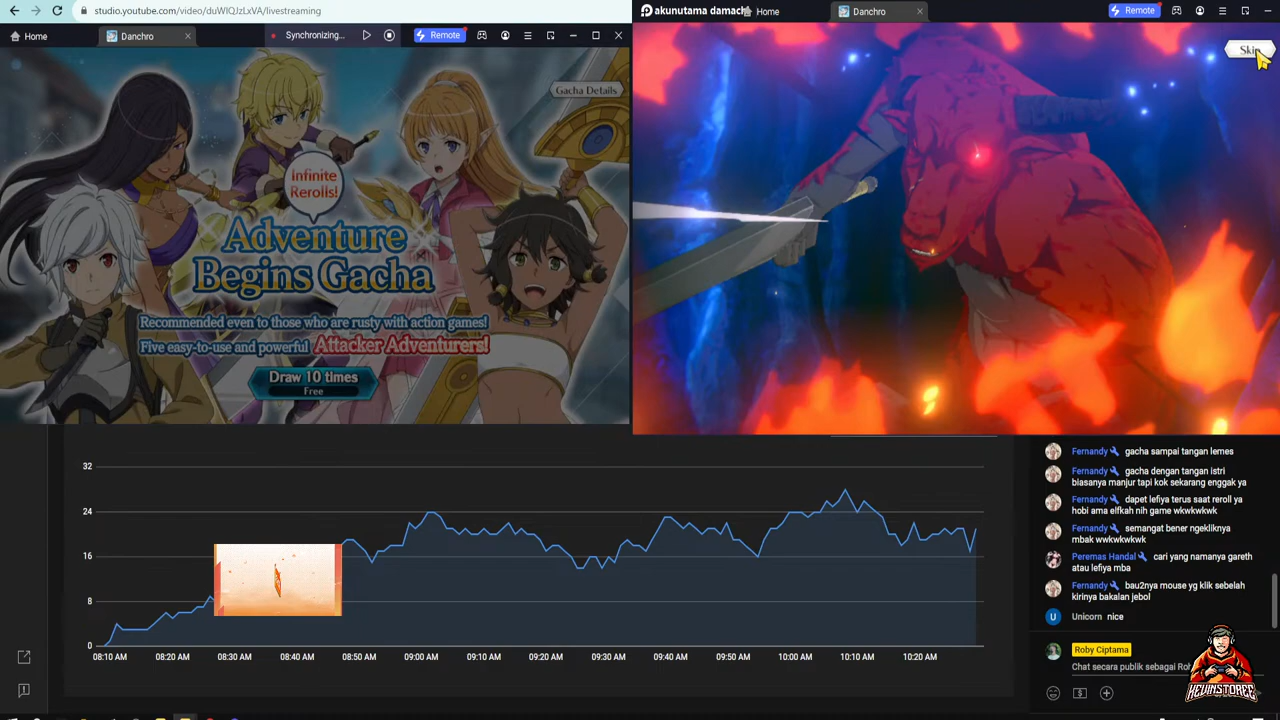 studio.youtube.com/video/duWlQJzLxVA/livestreaming
Home
Danchro
Synchronizing...
Remote
akunutama damach
Home
Danchro
Remote
Gacha Details
Skip
Infinite
Rerolls!
Adventure
Begins Gacha
Recommended even to those who are rusty with action games!
Five easy-to-use and powerful Attacker Adventurers!
Draw 10 times
Free
32
24
16
8
0
08:10 AM
08:20 AM
08:30 AM
08:40 AM
08:50 AM
09:00 AM
09:10 AM
09:20 AM
09:30 AM
09:40 AM
09:50 AM
10:00 AM
10:10 AM
10:20 AM
Fernandy gacha sampai tangan lemes
Fernandy gacha dengan tangan istri
biasanya manjur tapi kok sekarang enggak ya
Fernandy dapet lefiya terus saat reroll ya
hobi ama elfkah nih game wkwkwkwk
Fernandy semangat bener ngekliknya
mbak wwkwkwkwk
Peremas Handal cari yang namanya gareth
atau lefiya mba
Fernandy bau2nya mouse yg klik sebelah
kirinya bakalan jebol
U
Unicorn nice
Roby Ciptama
Chat secara publik sebagai Rob
KEVINSTOREE